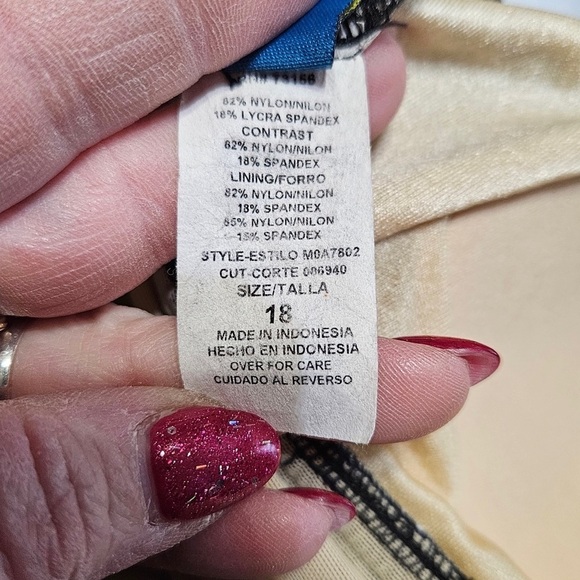 82% NYLON/NILON
18% LYCRA SPANDEX
CONTRAST
82% NYLON/NILON
18% SPANDEX
LINING/FORRO
82% NYLON/NILON
18% SPANDEX
85% NYLON/NILON
15% SPANDEX
STYLE-ESTILO M0A7602
CUT-CORTE 086940
SIZE/TALLA
18
MADE IN INDONESIA
HECHO EN INDONESIA
OVER FOR CARE
CUIDADO AL REVERSO